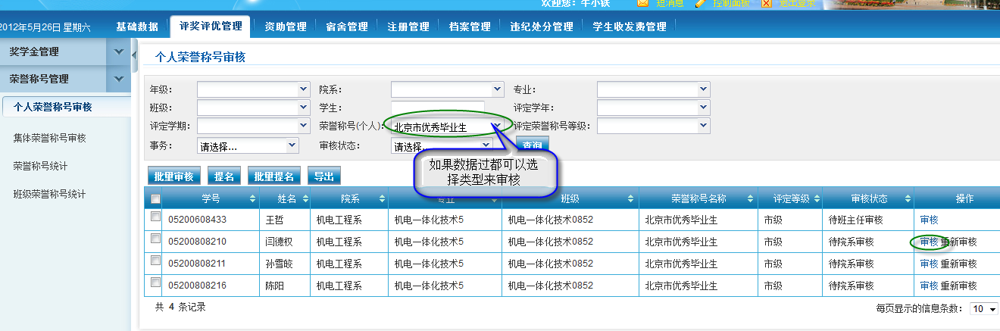 欢迎您：牛小铁 短消息 控制面板 退出登录
2012年5月26日 星期六 基础数据 评奖评优管理 资助管理 宿舍管理 注册管理 档案管理 违纪处分管理 学生收发费管理
奖学金管理
荣誉称号管理
个人荣誉称号审核
集体荣誉称号审核
荣誉称号统计
班级荣誉称号统计
个人荣誉称号审核
年级： 院系： 专业：
班级： 学生： 评定学年：
评定学期： 荣誉称号(个人)： 北京市优秀毕业生 评定荣誉称号等级：
事务： 请选择... 审核状态： 请选择... 查询
如果数据过都可以选
择类型来审核
批量审核 提名 批量提名 导出
学号 姓名 院系 专业 班级 荣誉称号名称 评定等级 审核状态 操作
05200608433 王哲 机电工程系 机电一体化技术5 机电一体化技术0852 北京市优秀毕业生 市级 待班主任审核 审核
05200808210 闫德权 机电工程系 机电一体化技术5 机电一体化技术0852 北京市优秀毕业生 市级 待院系审核 审核 重新审核
05200808211 孙雪皎 机电工程系 机电一体化技术5 机电一体化技术0852 北京市优秀毕业生 市级 待院系审核 审核 重新审核
05200808216 陈阳 机电工程系 机电一体化技术5 机电一体化技术0852 北京市优秀毕业生 市级 待院系审核 审核 重新审核
共 4 条记录
每页显示的信息条数： 10